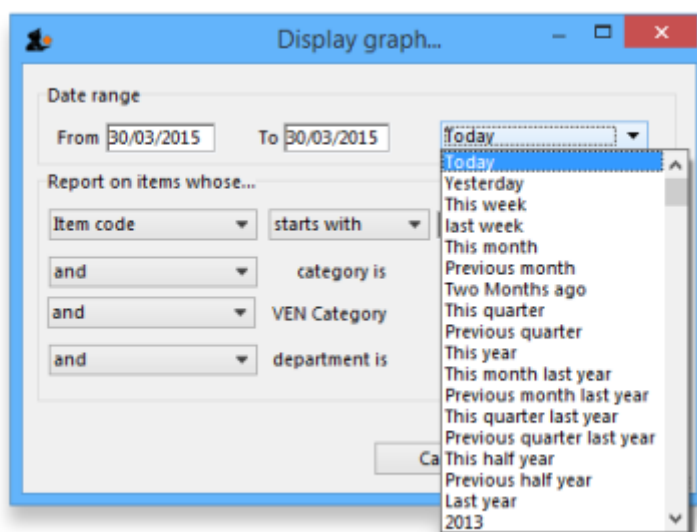 Display graph...
Date range
From 30/03/2015 To 30/03/2015 Today
Today
Yesterday
This week
last week
This month
Previous month
Two Months ago
This quarter
Previous quarter
This year
This month last year
Previous month last year
This quarter last year
Previous quarter last year
This half year
Previous half year
Last year
2013
Report on items whose...
Item code starts with
and category is
and VEN Category
and department is
Ca